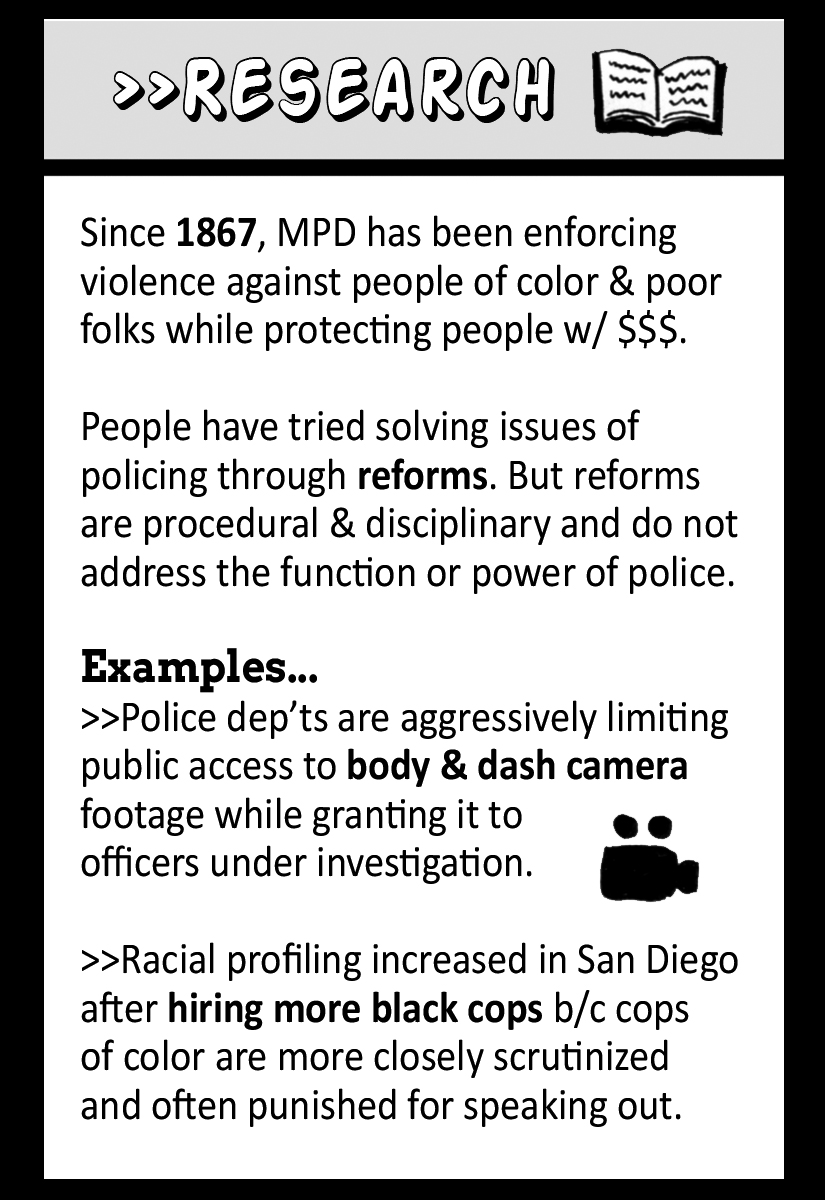 >>RESEARCH
Since 1867, MPD has been enforcing
violence against people of color & poor
folks while protecting people w/ $$$.
People have tried solving issues of
policing through reforms. But reforms
are procedural & disciplinary and do not
address the function or power of police.
Examples...
>>Police dep’ts are aggressively limiting
public access to body & dash camera
footage while granting it to
officers under investigation.
>>Racial profiling increased in San Diego
after hiring more black cops b/c cops
of color are more closely scrutinized
and often punished for speaking out.